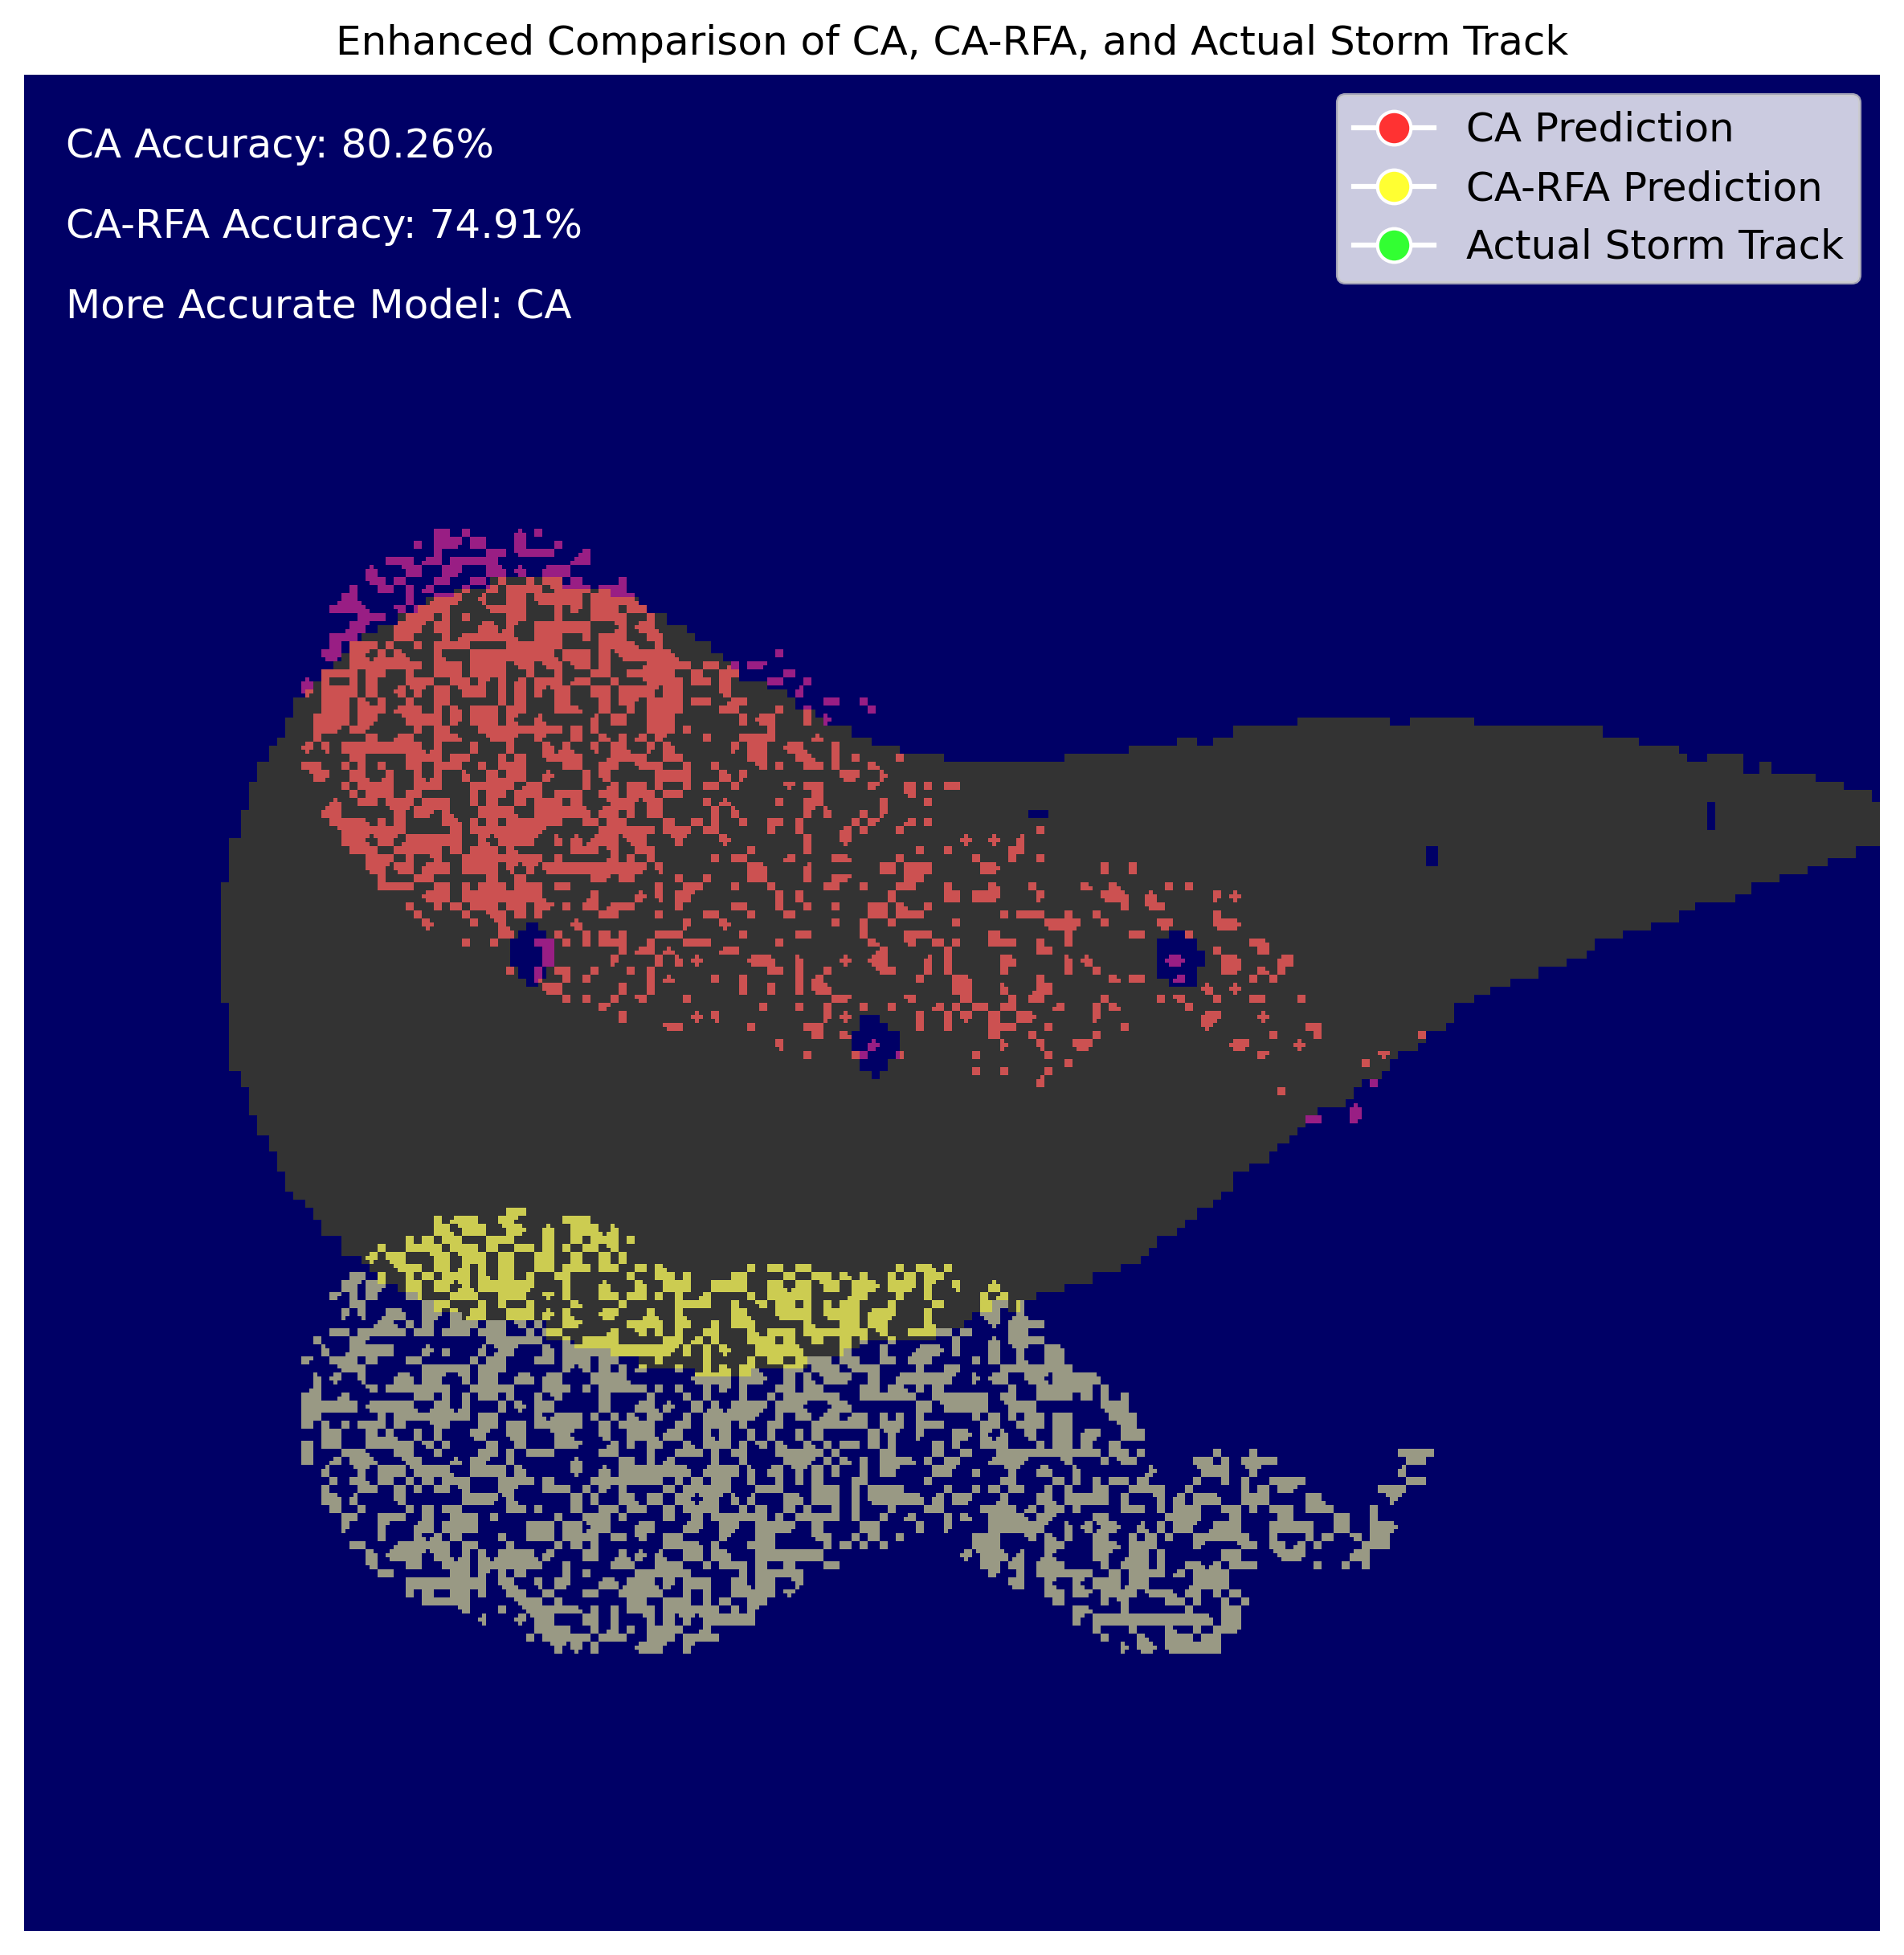 Enhanced Comparison of CA, CA-RFA, and Actual Storm Track
CA Accuracy: 80.26%
CA-RFA Accuracy: 74.91%
More Accurate Model: CA
CA Prediction
CA-RFA Prediction
Actual Storm Track